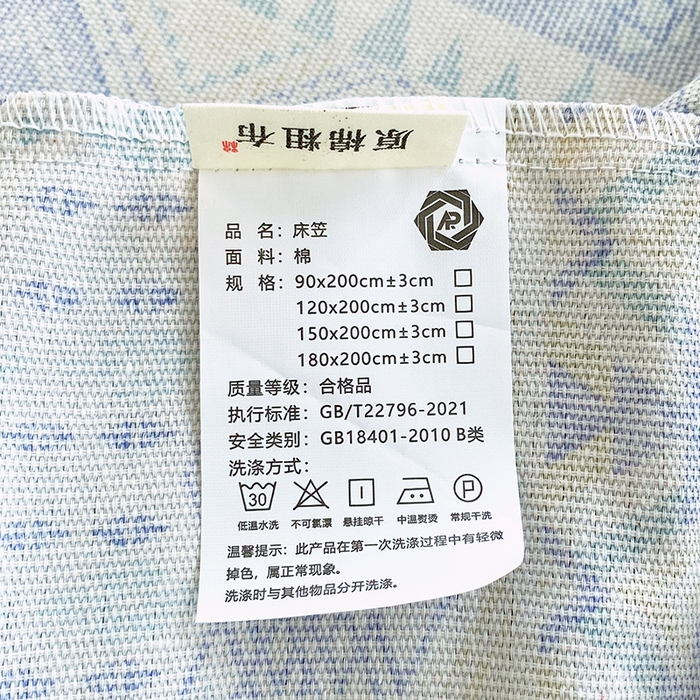 原棉粗布
AP
品 名：床笠
面 料：棉
规 格：90x200cm±3cm
120x200cm±3cm
150x200cm±3cm
180x200cm±3cm
质量等级：合格品
执行标准：GB/T22796-2021
安全类别：GB18401-2010 B类
洗涤方式：
30 P
低温水洗 不可氯漂 悬挂晾干 中温熨烫 常规干洗
温馨提示：此产品在第一次洗涤过程中有轻微
掉色，属正常现象。
洗涤时与其他物品分开洗涤。